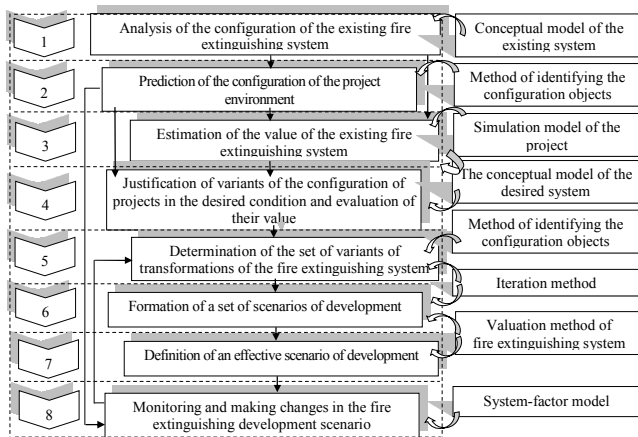 1
Analysis of the configuration of the existing fire
extinguishing system
Conceptual model of the
existing system
2
Prediction of the configuration of the project
environment
Method of identifying the
configuration objects
3
Estimation of the value of the existing fire
extinguishing system
Simulation model of the
project
4
Justification of variants of the configuration of
projects in the desired condition and evaluation of
their value
The conceptual model of the
desired system
5
Determination of the set of variants of
transformations of the fire extinguishing system
Method of identifying the
configuration objects
Iteration method
6
Formation of a set of scenarios of development
Valuation method of
fire extinguishing system
7
Definition of an effective scenario of development
8
Monitoring and making changes in the fire
extinguishing development scenario
System-factor model